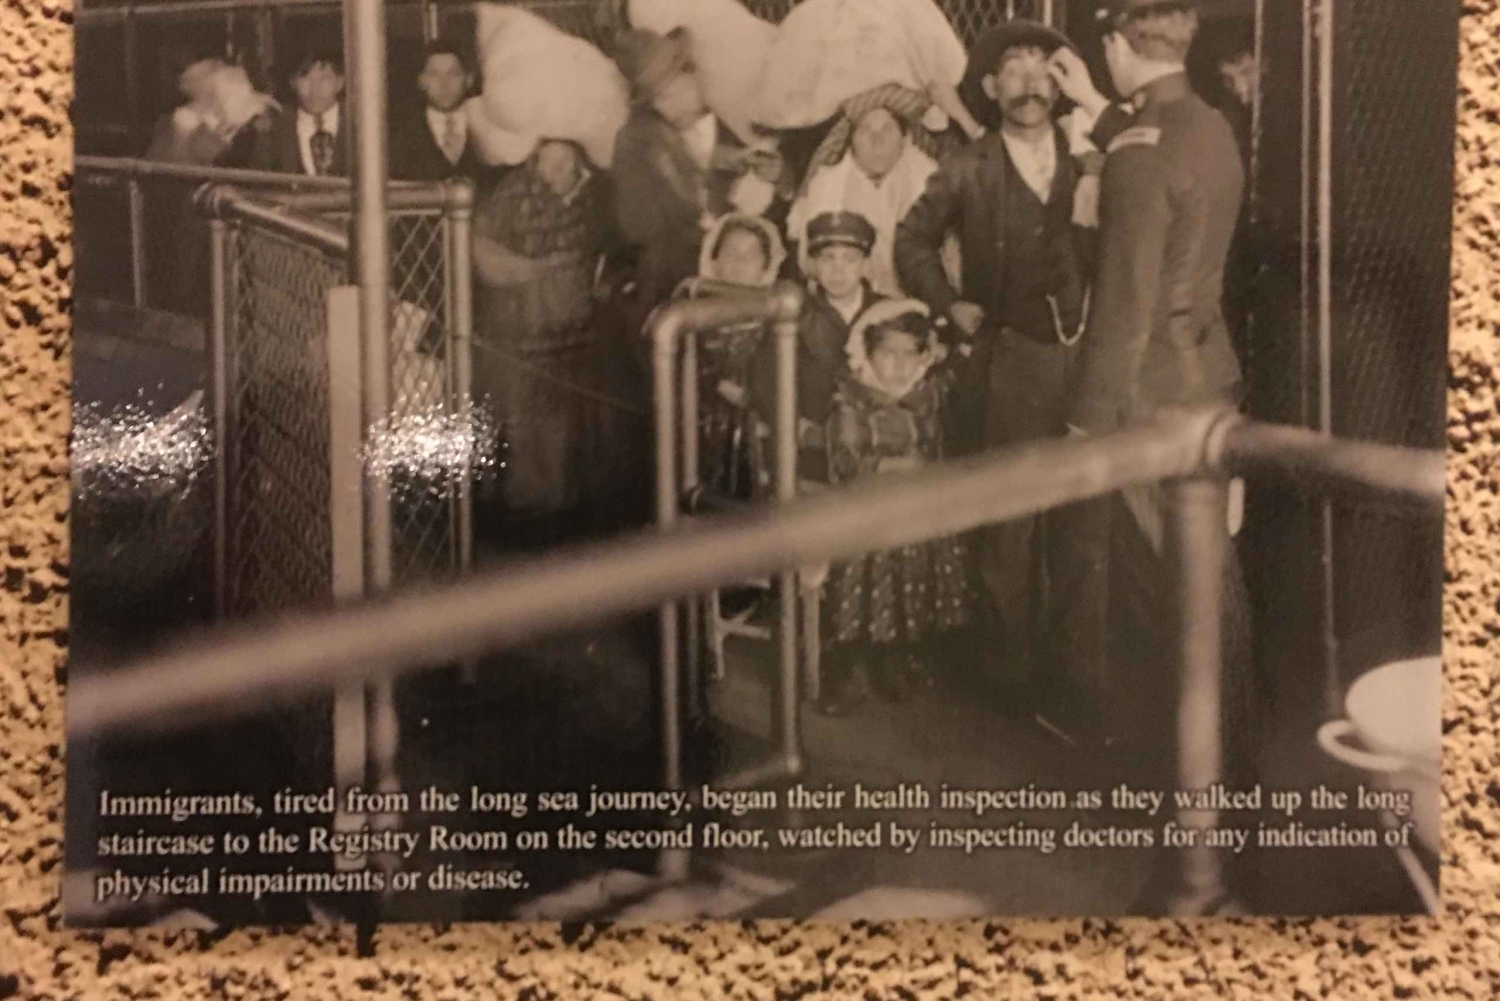 Immigrants, tired from the long sea journey, began their health inspection as they walked up the long
staircase to the Registry Room on the second floor, watched by inspecting doctors for any indication of
physical impairments or disease.